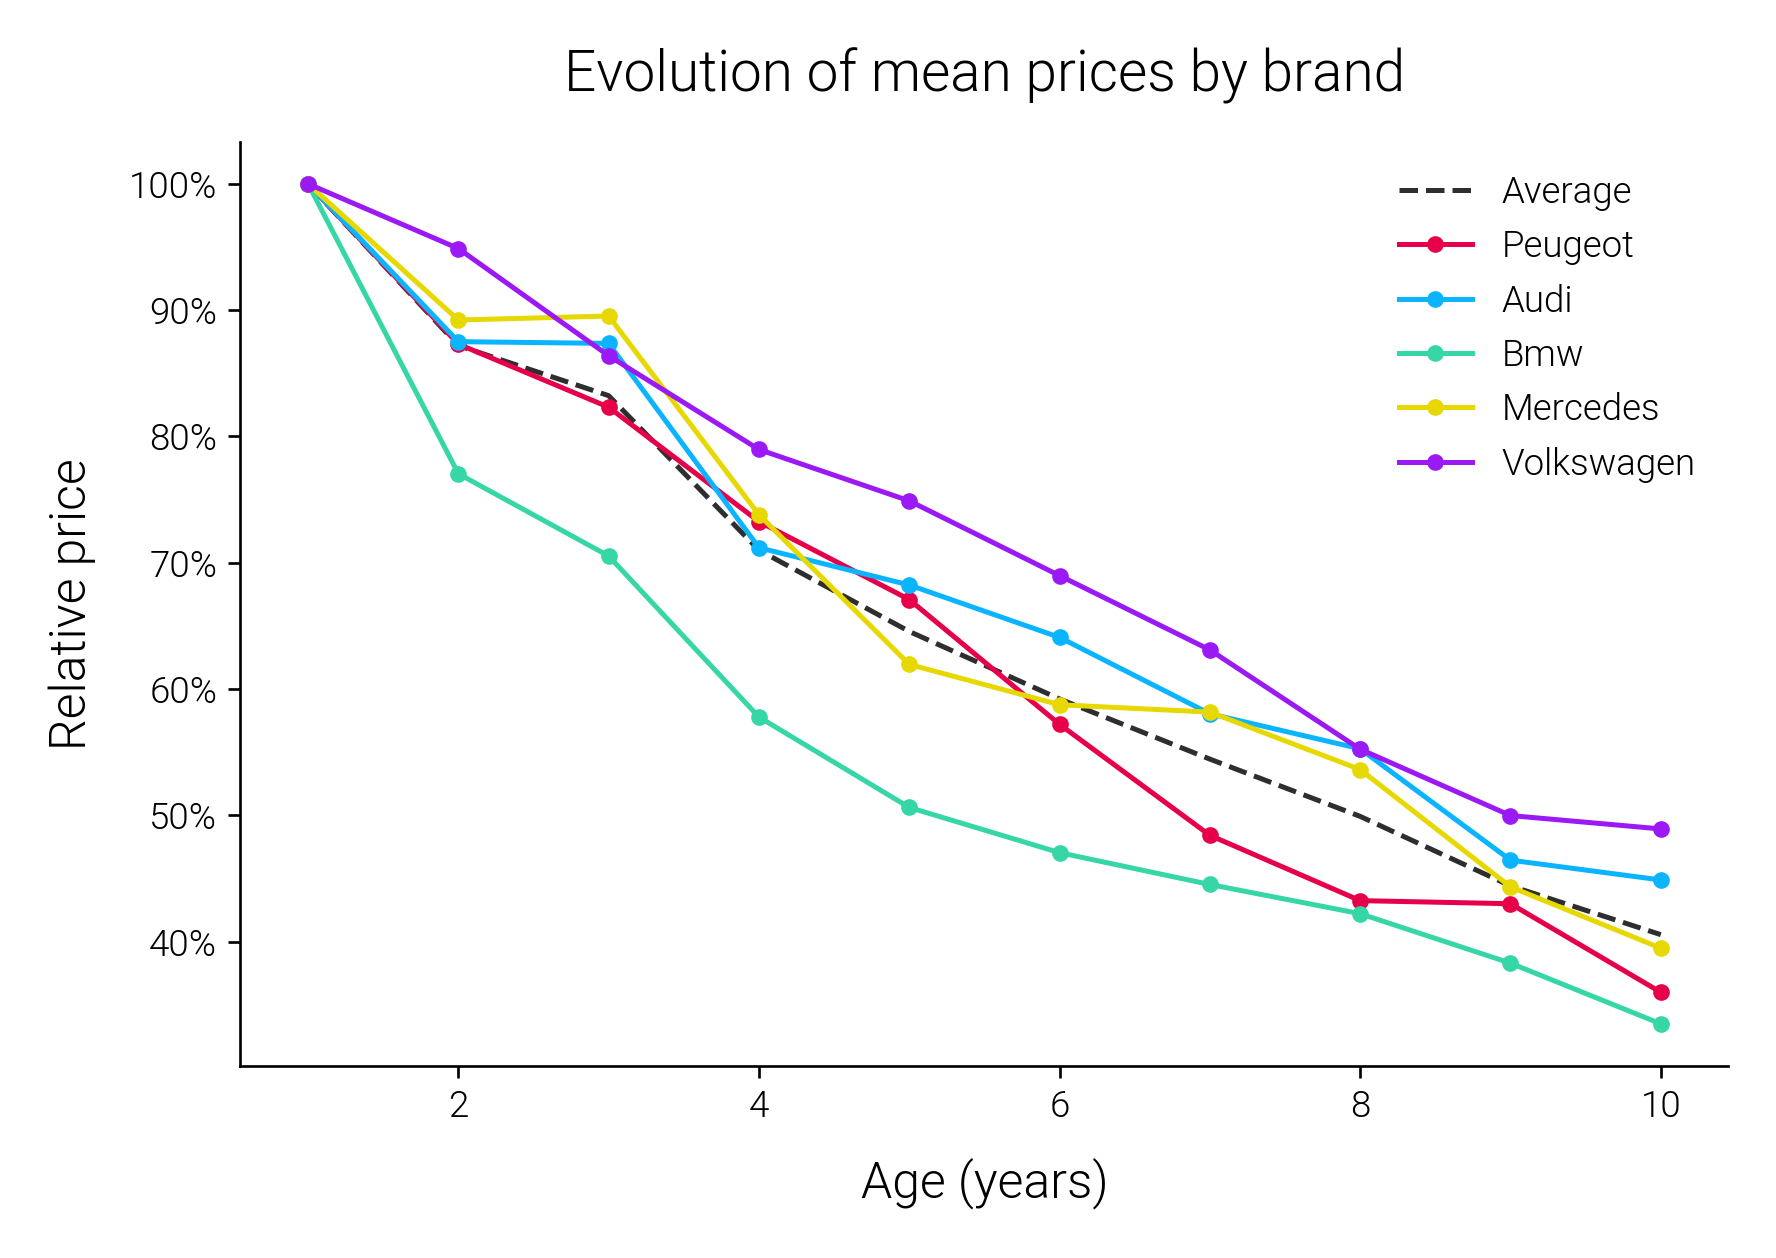 Evolution of mean prices by brand
100%
90%
80%
70%
60%
50%
40%
Relative price
Average
Peugeot
Audi
Bmw
Mercedes
Volkswagen
2 4 6 8 10
Age (years)